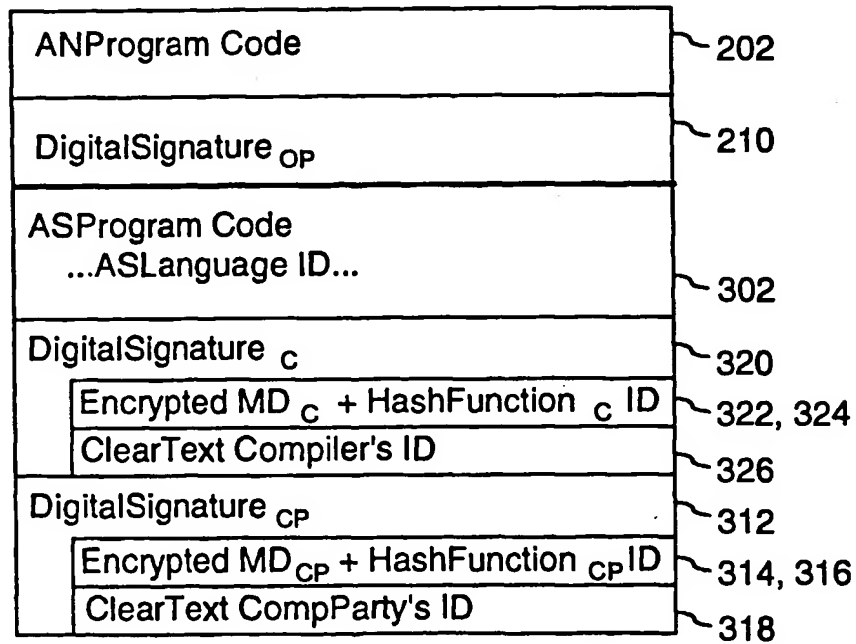 ANProgram Code 202
DigitalSignature OP 210
ASProgram Code
...ASLanguage ID... 302
DigitalSignature C 320
Encrypted MD C + HashFunction C ID 322, 324
ClearText Compiler's ID 326
DigitalSignature CP 312
Encrypted MD CP + HashFunction CP ID 314, 316
ClearText CompParty's ID 318